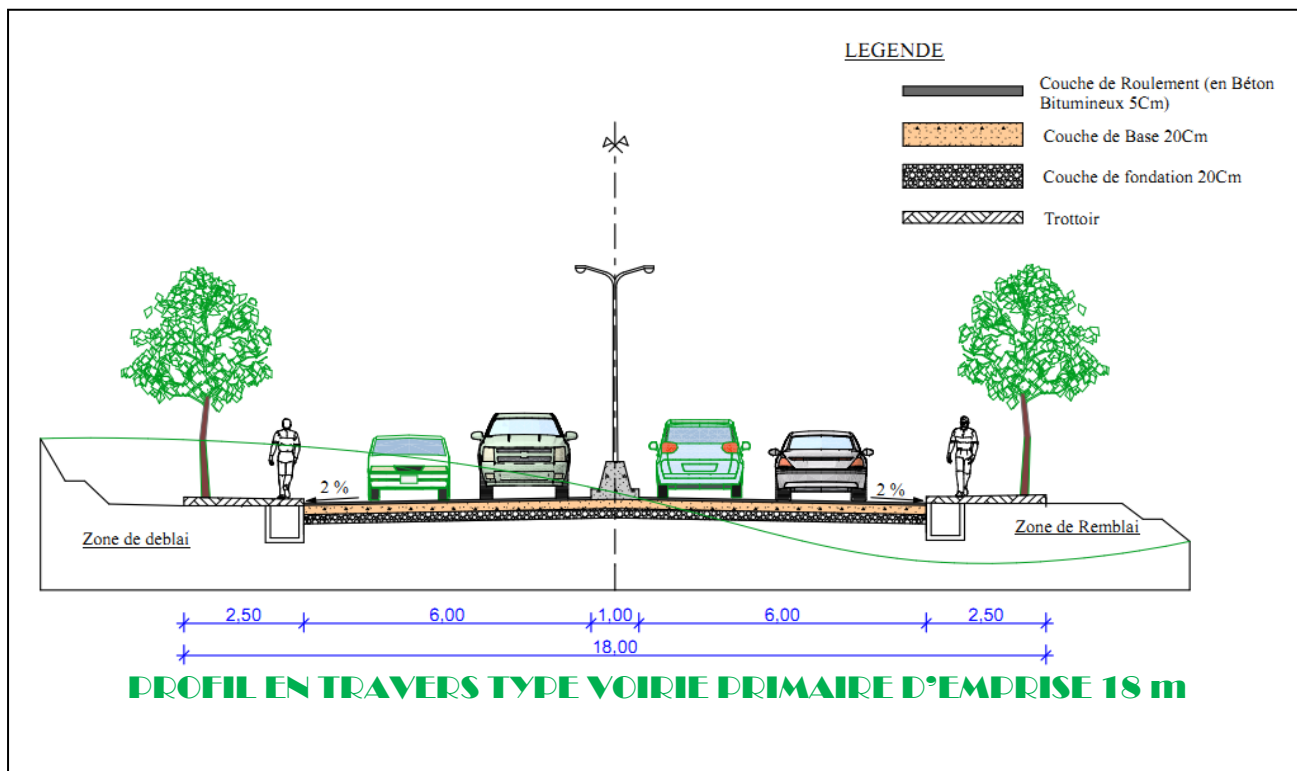 LEGENDE
Couche de Roulement (en Béton
Bitumineux 5Cm)
Couche de Base 20Cm
Couche de fondation 20Cm
Trottoir
2 %
2 %
Zone de deblai
Zone de Remblai
2,50
6,00
1,00
6,00
2,50
18,00
PROFIL EN TRAVERS TYPE VOIRIE PRIMAIRE D'EMPRISE 18 m